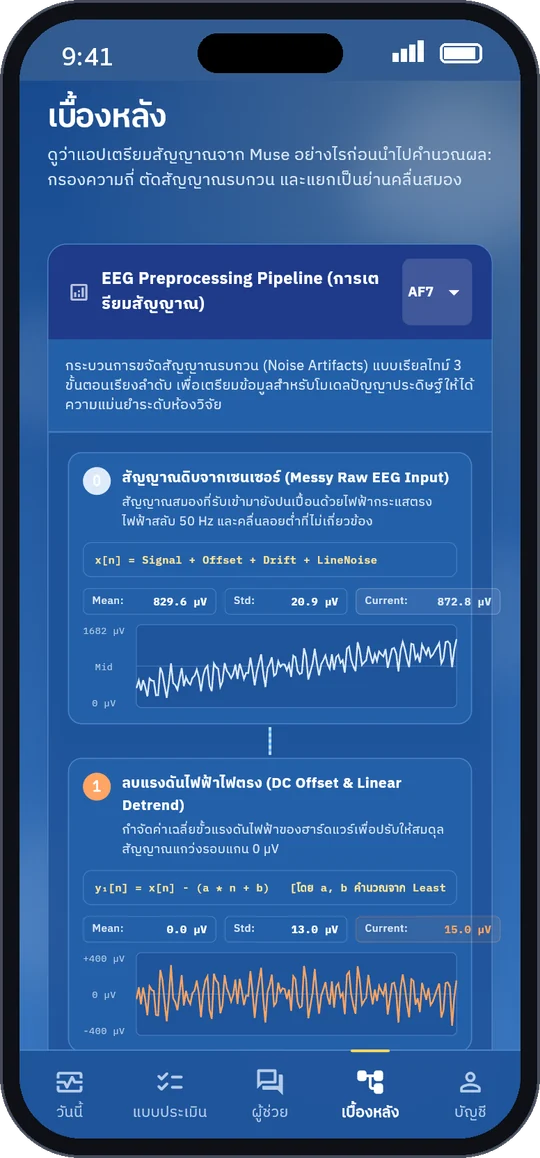 9:41
เบื้องหลัง
ดูว่าแอปเตรียมสัญญาณจาก Muse อย่างไรก่อนนำไปคำนวณผล:
กรองความถี่ ตัดสัญญาณรบกวน และแยกเป็นย่านคลื่นสมอง
EEG Preprocessing Pipeline (การเต
รียมสัญญาณ)
AF7
กระบวนการขจัดสัญญาณรบกวน (Noise Artifacts) แบบเรียลไทม์ 3
ขั้นตอนเรียงลำดับ เพื่อเตรียมข้อมูลสำหรับโมเดลปัญญาประดิษฐ์ให้ได้
ความแม่นยำระดับห้องวิจัย
0
สัญญาณดิบจากเซนเซอร์ (Messy Raw EEG Input)
สัญญาณสมองที่รับเข้ามายังปนเปื้อนด้วยไฟฟ้ากระแสตรง
ไฟฟ้าสลับ 50 Hz และคลื่นลอยต่ำที่ไม่เกี่ยวข้อง
x[n] = Signal + Offset + Drift + LineNoise
Mean: 829.6 µV Std: 20.9 µV Current: 872.8 µV
1682 µV
Mid
0 µV
1
ลบแรงดันไฟฟ้าไฟตรง (DC Offset & Linear
Detrend)
กำจัดค่าเฉลี่ยขั้วแรงดันไฟฟ้าของฮาร์ดแวร์เพื่อปรับให้สมดุล
สัญญาณแกว่งรอบแกน 0 µV
y₁[n] = x[n] - (a * n + b) [โดย a, b คำนวณจาก Least
Mean: 0.0 µV Std: 13.0 µV Current: 15.0 µV
+400 µV
0 µV
-400 µV
วันนี้ แบบประเมิน ผู้ช่วย เบื้องหลัง บัญชี